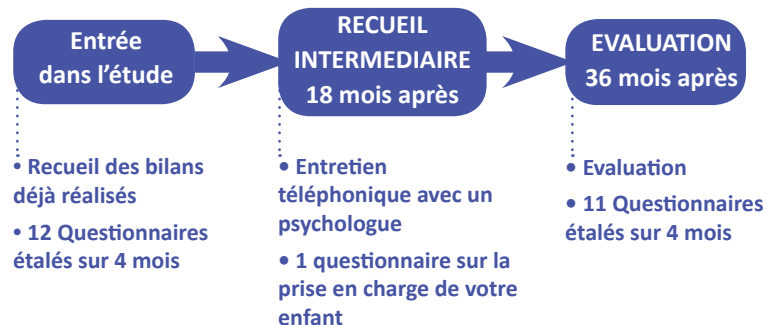 Entrée
dans l'étude
RECUEIL
INTERMEDIAIRE
18 mois après
EVALUATION
36 mois après
• Recueil des bilans
déjà réalisés
• 12 Questionnaires
étalés sur 4 mois
• Entretien
téléphonique avec un
psychologue
• 1 questionnaire sur la
prise en charge de votre
enfant
• Evaluation
• 11 Questionnaires
étalés sur 4 mois